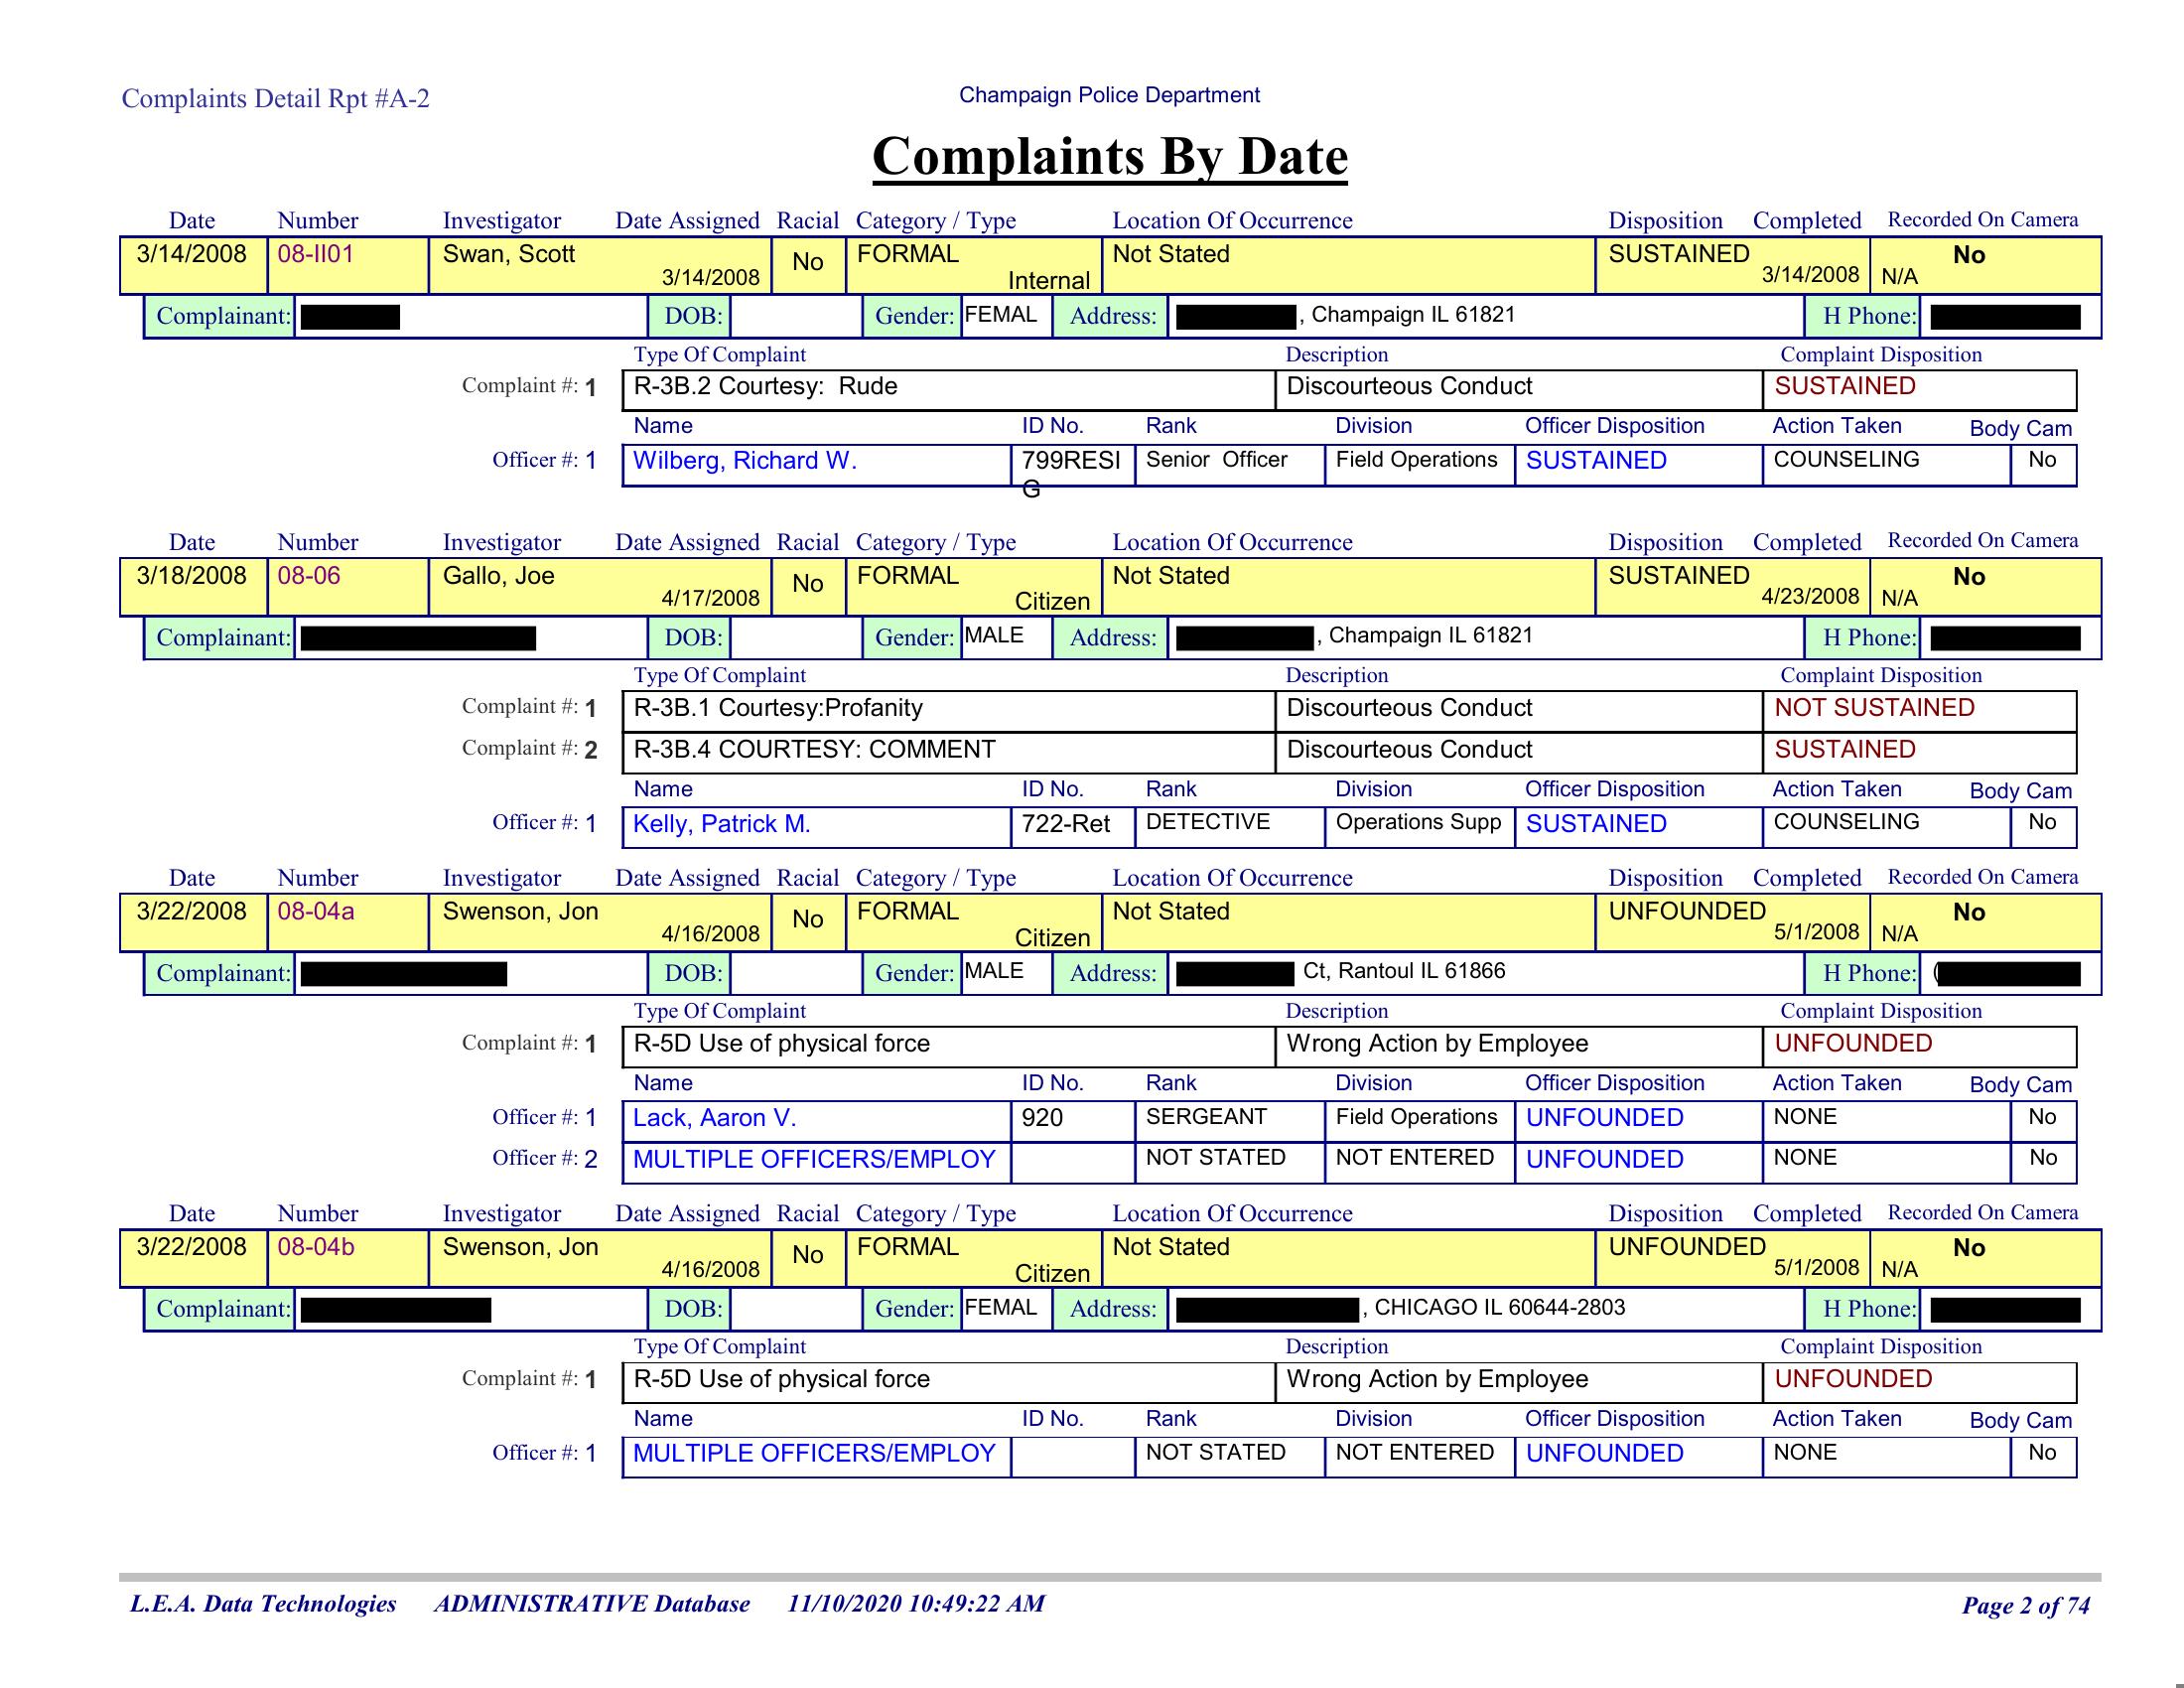 Complaints Detail Rpt #A-2 Champaign Police Department
Complaints By Date
Date Number Investigator Date Assigned Racial Category / Type Location Of Occurrence Disposition Completed Recorded On Camera
3/14/2008 08-II01 Swan, Scott 3/14/2008 No FORMAL Internal Not Stated SUSTAINED 3/14/2008 N/A No
Complainant: DOB: Gender: FEMAL Address: , Champaign IL 61821 H Phone:
Type Of Complaint Description Complaint Disposition
Complaint #: 1 R-3B.2 Courtesy: Rude Discourteous Conduct SUSTAINED
Name ID No. Rank Division Officer Disposition Action Taken Body Cam
Officer #: 1 Wilberg, Richard W. 799RESI Senior Officer Field Operations SUSTAINED COUNSELING No
G
Date Number Investigator Date Assigned Racial Category / Type Location Of Occurrence Disposition Completed Recorded On Camera
3/18/2008 08-06 Gallo, Joe 4/17/2008 No FORMAL Citizen Not Stated SUSTAINED 4/23/2008 N/A No
Complainant: DOB: Gender: MALE Address: , Champaign IL 61821 H Phone:
Type Of Complaint Description Complaint Disposition
Complaint #: 1 R-3B.1 Courtesy:Profanity Discourteous Conduct NOT SUSTAINED
Complaint #: 2 R-3B.4 COURTESY: COMMENT Discourteous Conduct SUSTAINED
Name ID No. Rank Division Officer Disposition Action Taken Body Cam
Officer #: 1 Kelly, Patrick M. 722-Ret DETECTIVE Operations Supp SUSTAINED COUNSELING No
Date Number Investigator Date Assigned Racial Category / Type Location Of Occurrence Disposition Completed Recorded On Camera
3/22/2008 08-04a Swenson, Jon 4/16/2008 No FORMAL Citizen Not Stated UNFOUNDED 5/1/2008 N/A No
Complainant: DOB: Gender: MALE Address: Ct, Rantoul IL 61866 H Phone: (
Type Of Complaint Description Complaint Disposition
Complaint #: 1 R-5D Use of physical force Wrong Action by Employee UNFOUNDED
Name ID No. Rank Division Officer Disposition Action Taken Body Cam
Officer #: 1 Lack, Aaron V. 920 SERGEANT Field Operations UNFOUNDED NONE No
Officer #: 2 MULTIPLE OFFICERS/EMPLOY NOT STATED NOT ENTERED UNFOUNDED NONE No
Date Number Investigator Date Assigned Racial Category / Type Location Of Occurrence Disposition Completed Recorded On Camera
3/22/2008 08-04b Swenson, Jon 4/16/2008 No FORMAL Citizen Not Stated UNFOUNDED 5/1/2008 N/A No
Complainant: DOB: Gender: FEMAL Address: , CHICAGO IL 60644-2803 H Phone:
Type Of Complaint Description Complaint Disposition
Complaint #: 1 R-5D Use of physical force Wrong Action by Employee UNFOUNDED
Name ID No. Rank Division Officer Disposition Action Taken Body Cam
Officer #: 1 MULTIPLE OFFICERS/EMPLOY NOT STATED NOT ENTERED UNFOUNDED NONE No
L.E.A. Data Technologies ADMINISTRATIVE Database 11/10/2020 10:49:22 AM Page 2 of 74